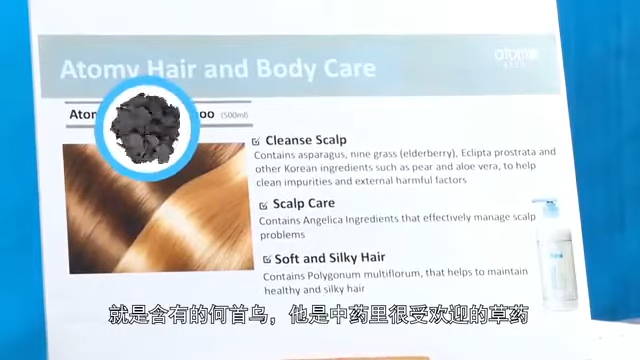 Atomy Hair and Body Care
atomy
Ator oo (500ml)
Cleanse Scalp
Contains asparagus, nine grass (elderberry), Eclipta prostrata and
other Korean ingredients such as pear and aloe vera, to help
clean impurities and external harmful factors
Scalp Care
Contains Angelica Ingredients that effectively manage scalp
problems
Soft and Silky Hair
Contains Polygonum multiflorum, that helps to maintain
healthy and silky hair
就是含有的何首乌，他是中药里很受欢迎的草药